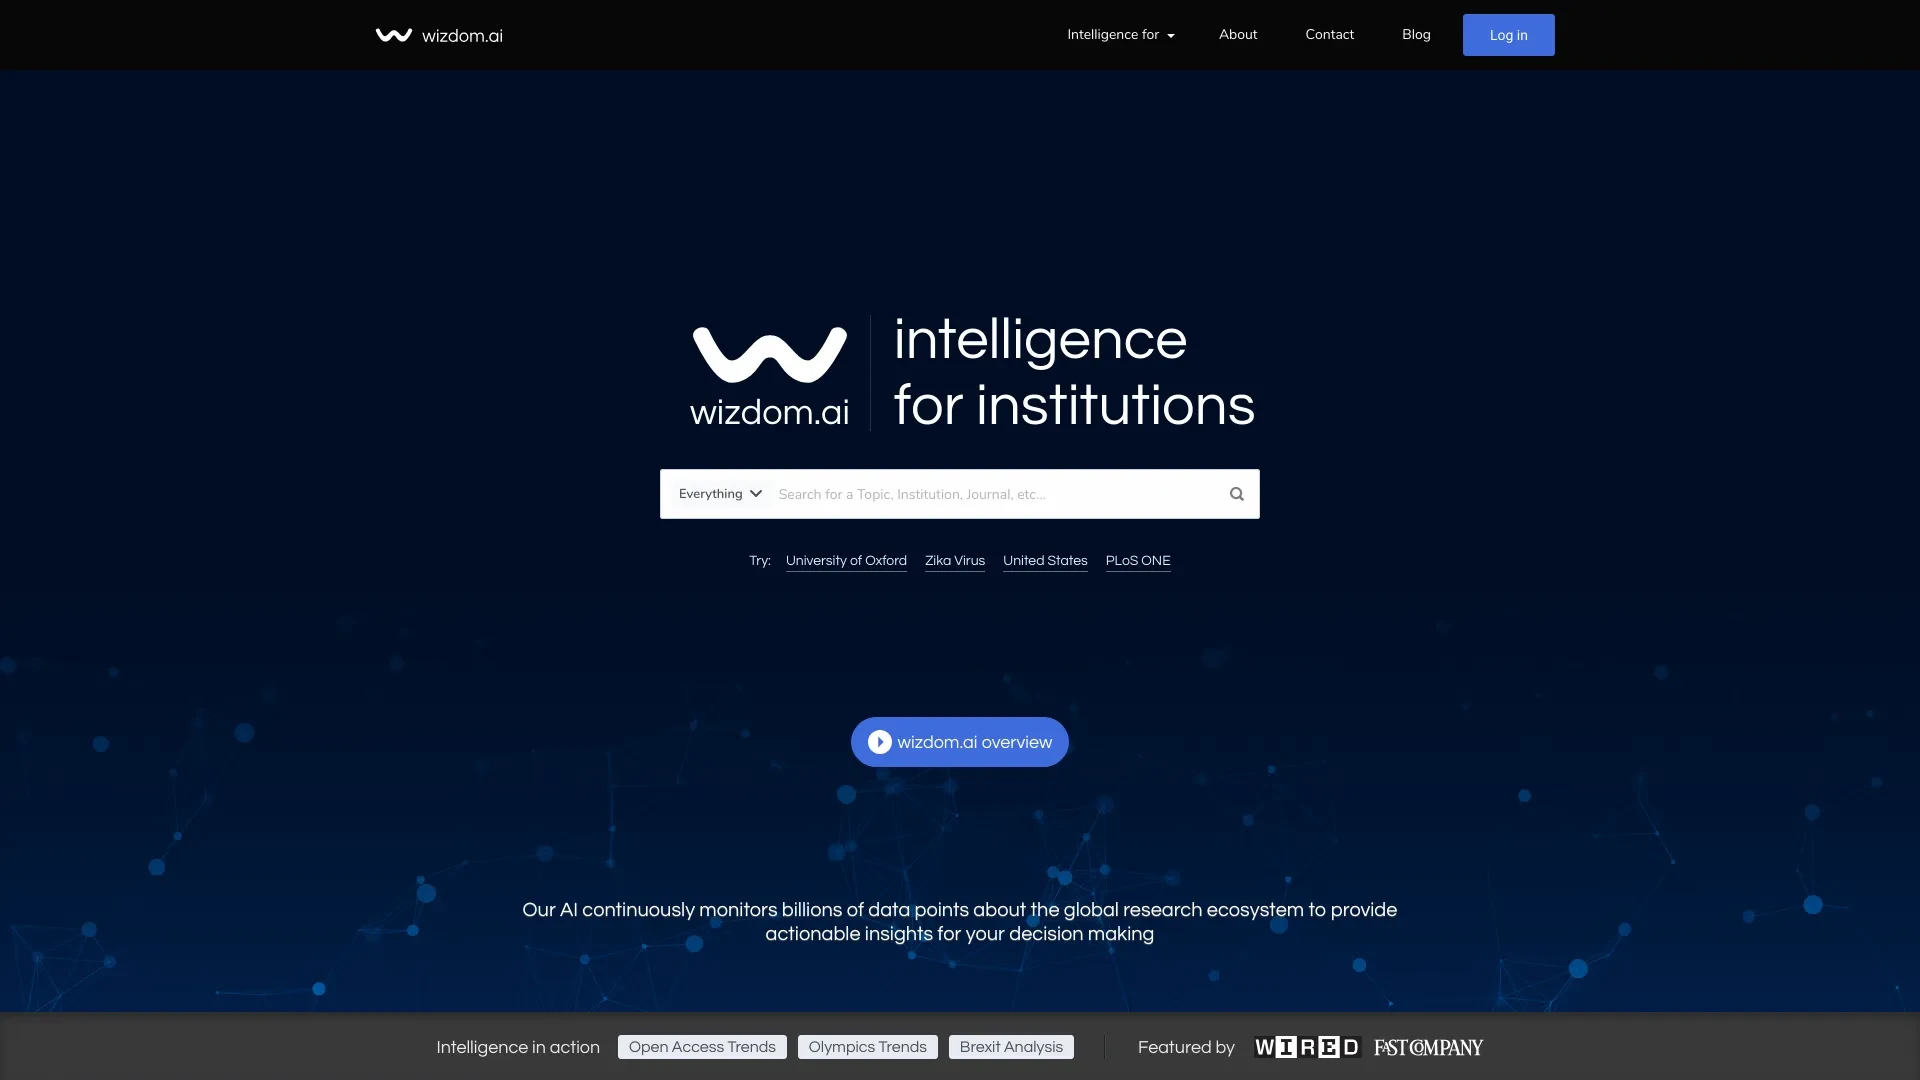 wizdom.ai
Intelligence for
About
Contact
Blog
Log in
wizdom.ai
intelligence
for institutions
Everything
Search for a Topic, Institution, Journal, etc...
Try: University of Oxford Zika Virus United States PLoS ONE
wizdom.ai overview
Our AI continuously monitors billions of data points about the global research ecosystem to provide
actionable insights for your decision making
Intelligence in action Open Access Trends Olympics Trends Brexit Analysis Featured by WIRED FAST COMPANY